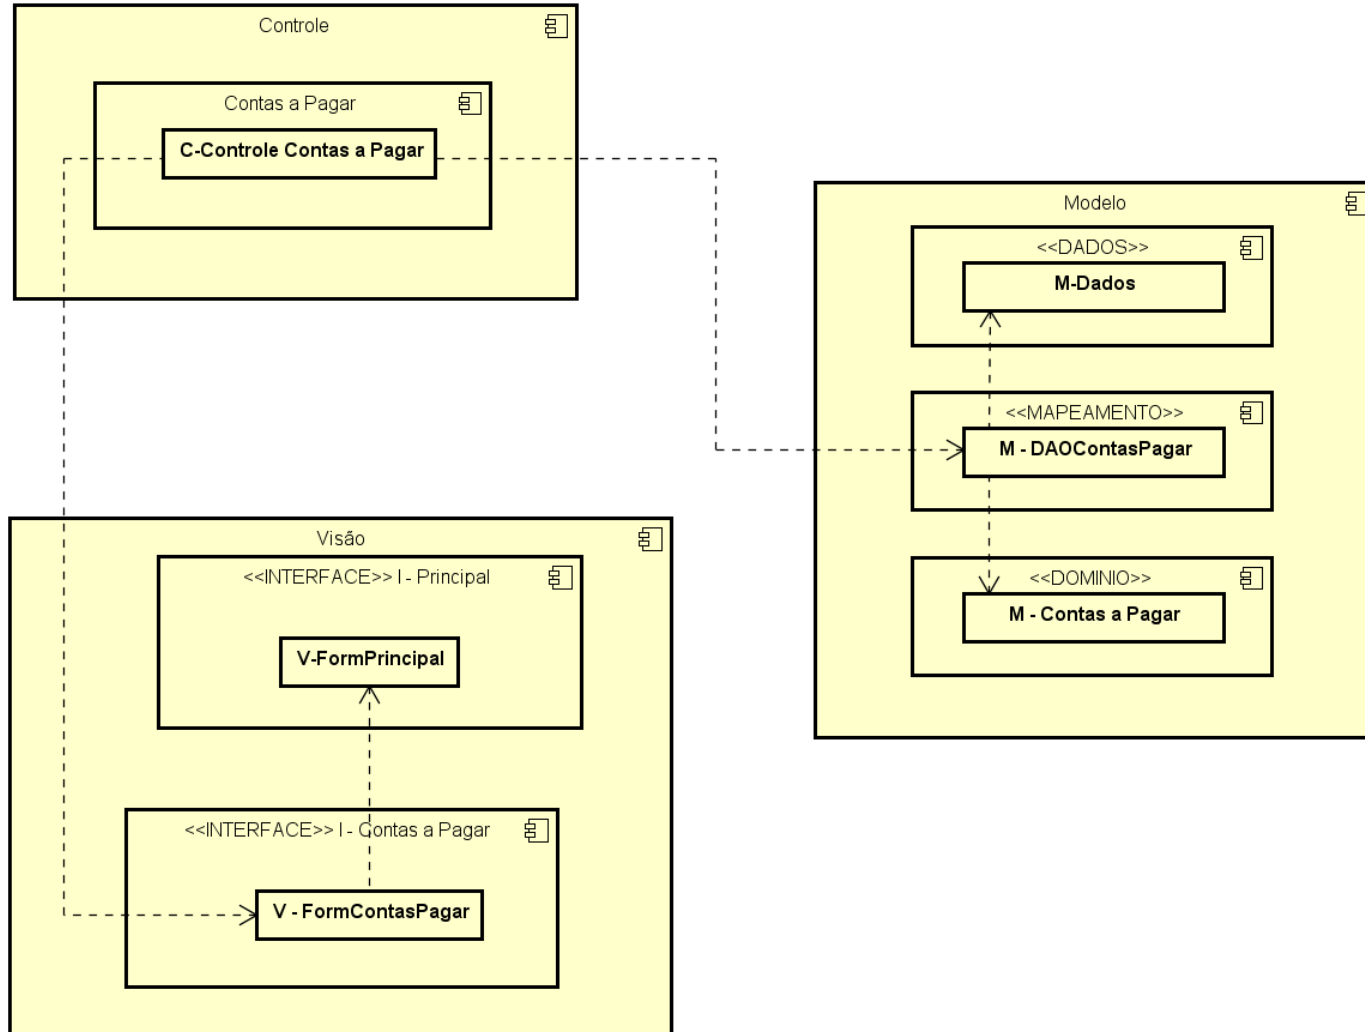 Controle
Contas a Pagar
C-Controle Contas a Pagar
Modelo
<<DADOS>>
M-Dados
<<MAPEAMENTO>>
M - DAOContasPagar
<<DOMINIO>>
M - Contas a Pagar
Visão
<<INTERFACE>> I - Principal
V-FormPrincipal
<<INTERFACE>> I - Contas a Pagar
V - FormContasPagar